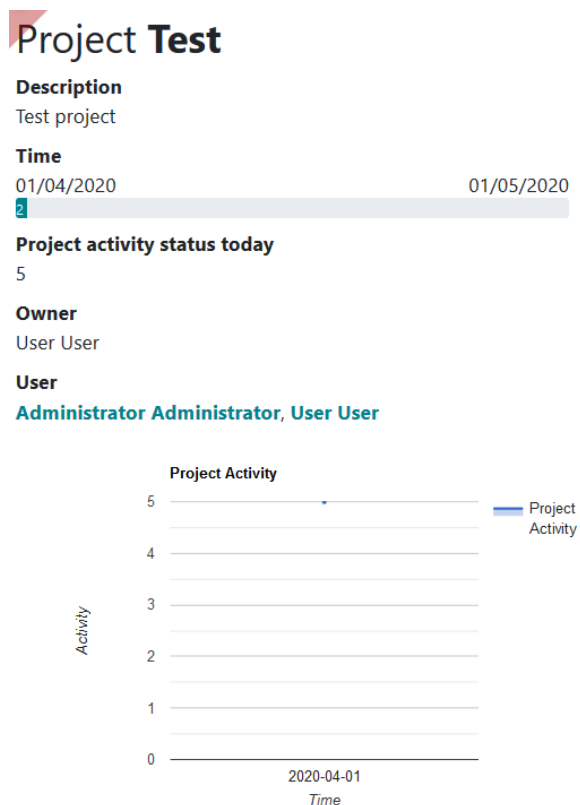 Project Test
Description
Test project
Time
01/04/2020 01/05/2020
2
Project activity status today
5
Owner
User User
User
Administrator Administrator, User User
Project Activity
5
4
3
2
1
0
Activity
2020-04-01
Time
Project
Activity